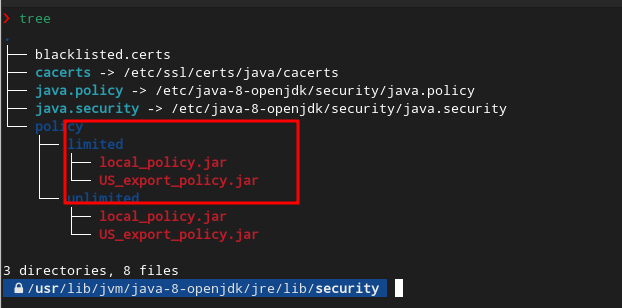 ❯ tree
.
├── blacklisted.certs
├── cacerts -> /etc/ssl/certs/java/cacerts
├── java.policy -> /etc/java-8-openjdk/security/java.policy
├── java.security -> /etc/java-8-openjdk/security/java.security
└── policy
    ├── limited
    │   ├── local_policy.jar
    │   └── US_export_policy.jar
    └── unlimited
        ├── local_policy.jar
        └── US_export_policy.jar
3 directories, 8 files
/usr/lib/jvm/java-8-openjdk/jre/lib/security